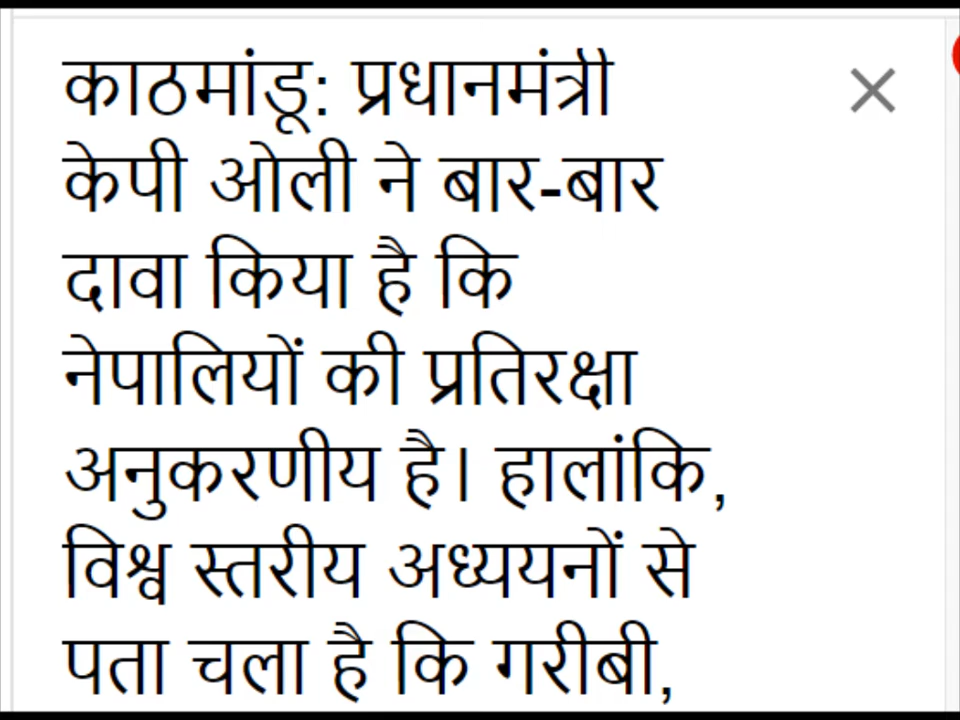 काठमांडू: प्रधानमंत्री
केपी ओली ने बार-बार
दावा किया है कि
नेपालियों की प्रतिरक्षा
अनुकरणीय है। हालांकि,
विश्व स्तरीय अध्ययनों से
पता चला है कि गरीबी,